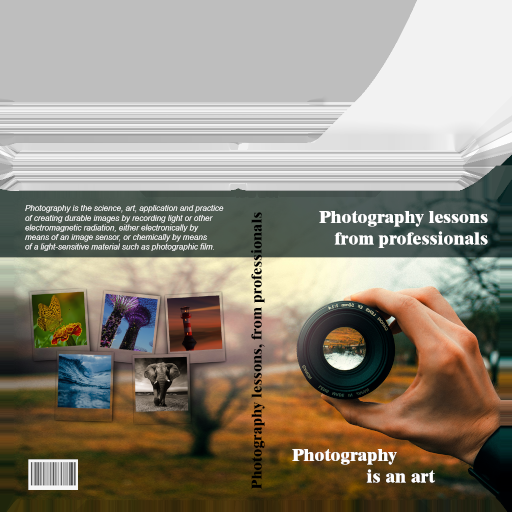 Photography is the science, art, application and practice
of creating durable images by recording light or other
electromagnetic radiation, either electronically by
means of an image sensor, or chemically by means
of a light-sensitive material such as photographic film.
Photography lessons, from professionals
Photography lessons
from professionals
Photography
is an art